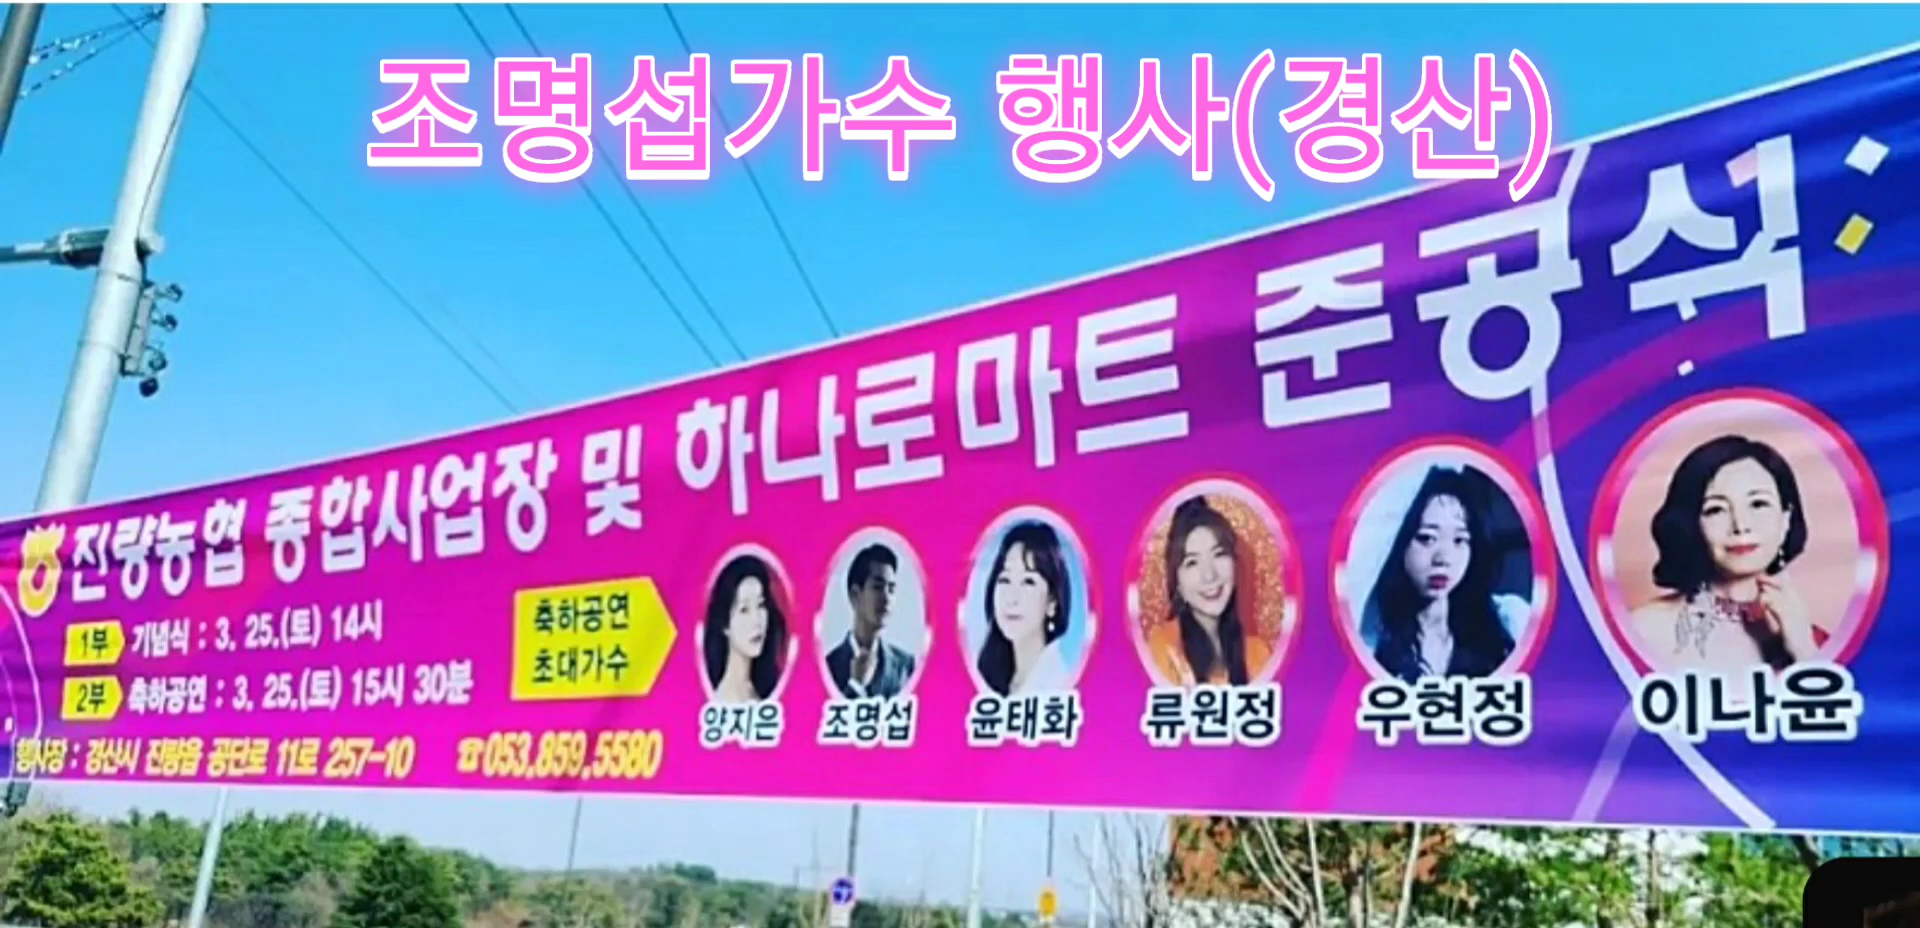 조명섭가수 행사(경산)
진량농협 종합사업장 및 하나로마트 준공식
1부 기념식 : 3. 25.(토) 14시
2부 축하공연 : 3. 25.(토) 15시 30분
행사장 : 경산시 진량읍 공단로 11로 257-10 ☎053.859.5580
축하공연
초대가수
양지은 조명섭 윤태화 류원정 우현정 이나윤